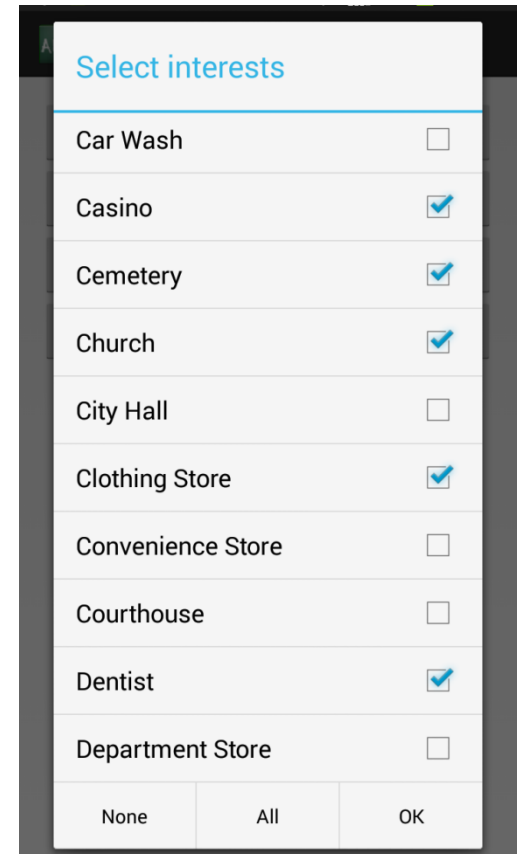 Select interests
Car Wash
Casino
Cemetery
Church
City Hall
Clothing Store
Convenience Store
Courthouse
Dentist
Department Store
None All OK